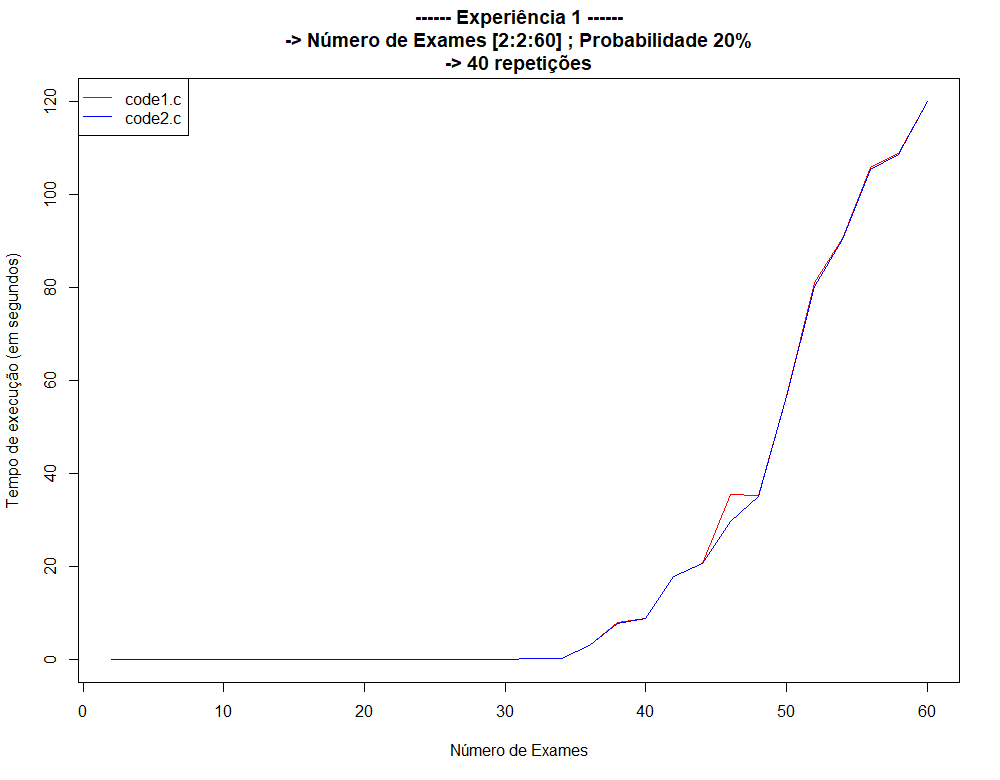 ------ Experiência 1 ------
-> Número de Exames [2:2:60] ; Probabilidade 20%
-> 40 repetições
code1.c
code2.c
Tempo de execução (em segundos)
120
100
80
60
40
20
0
0 10 20 30 40 50 60
Número de Exames